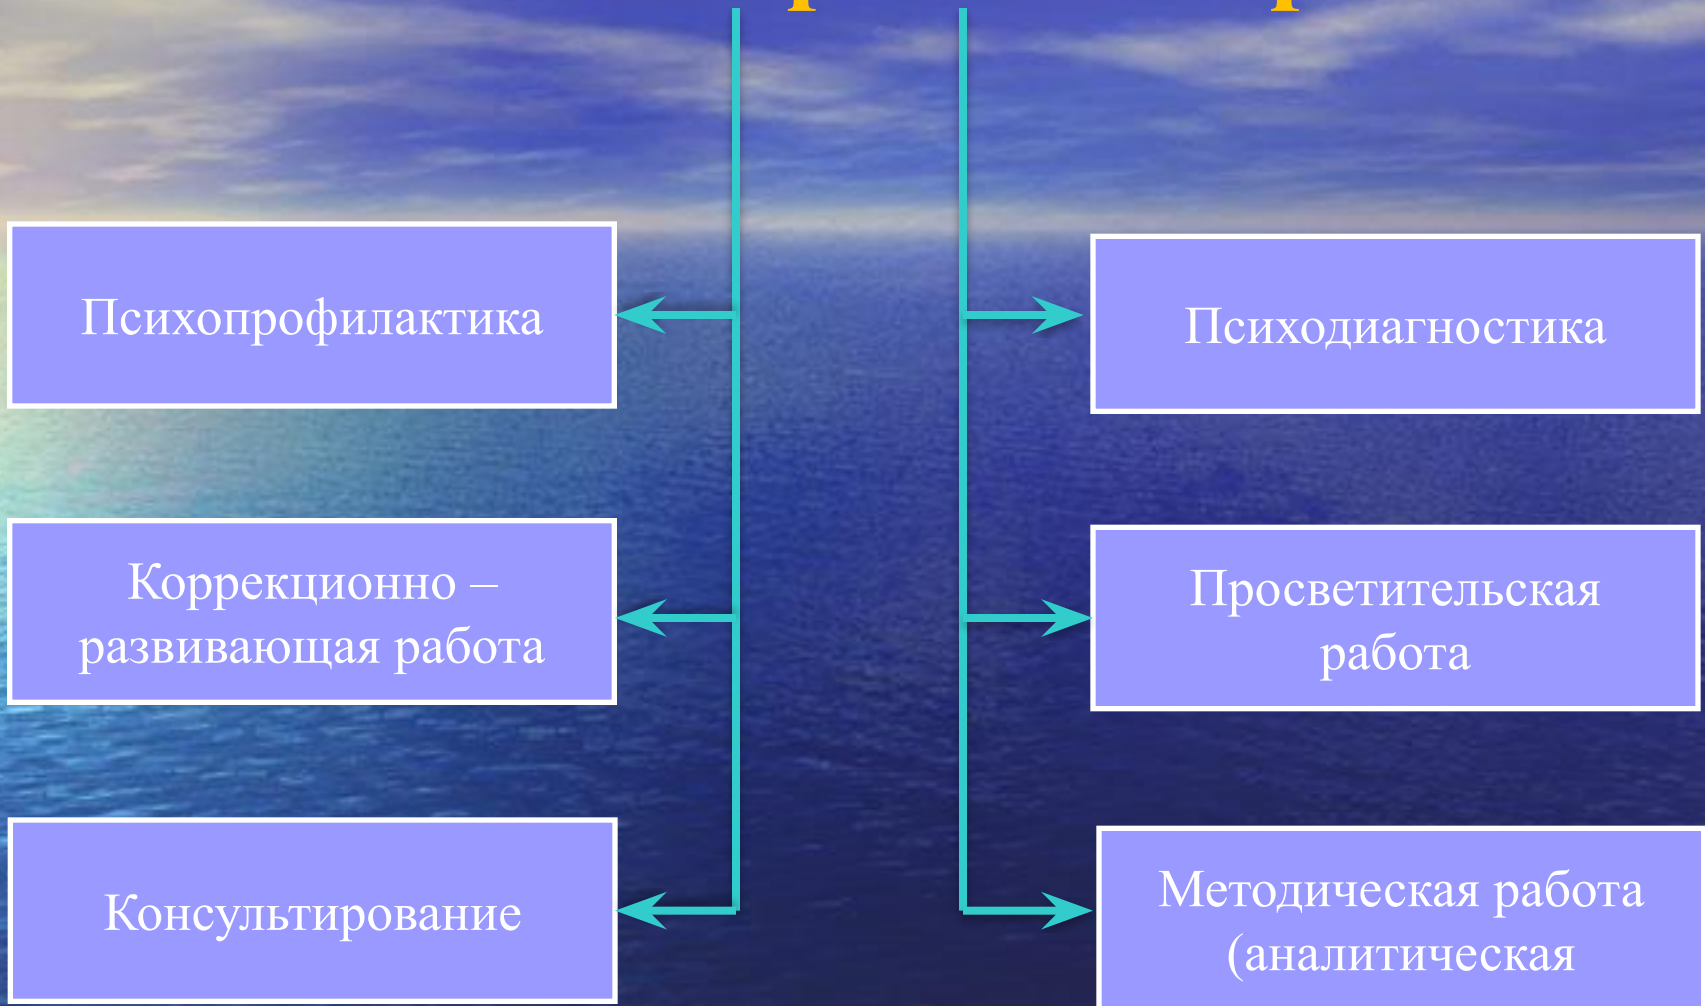 Психопрофилактика
Психодиагностика
Коррекционно –
развивающая работа
Просветительская
работа
Консультирование
Методическая работа
(аналитическая